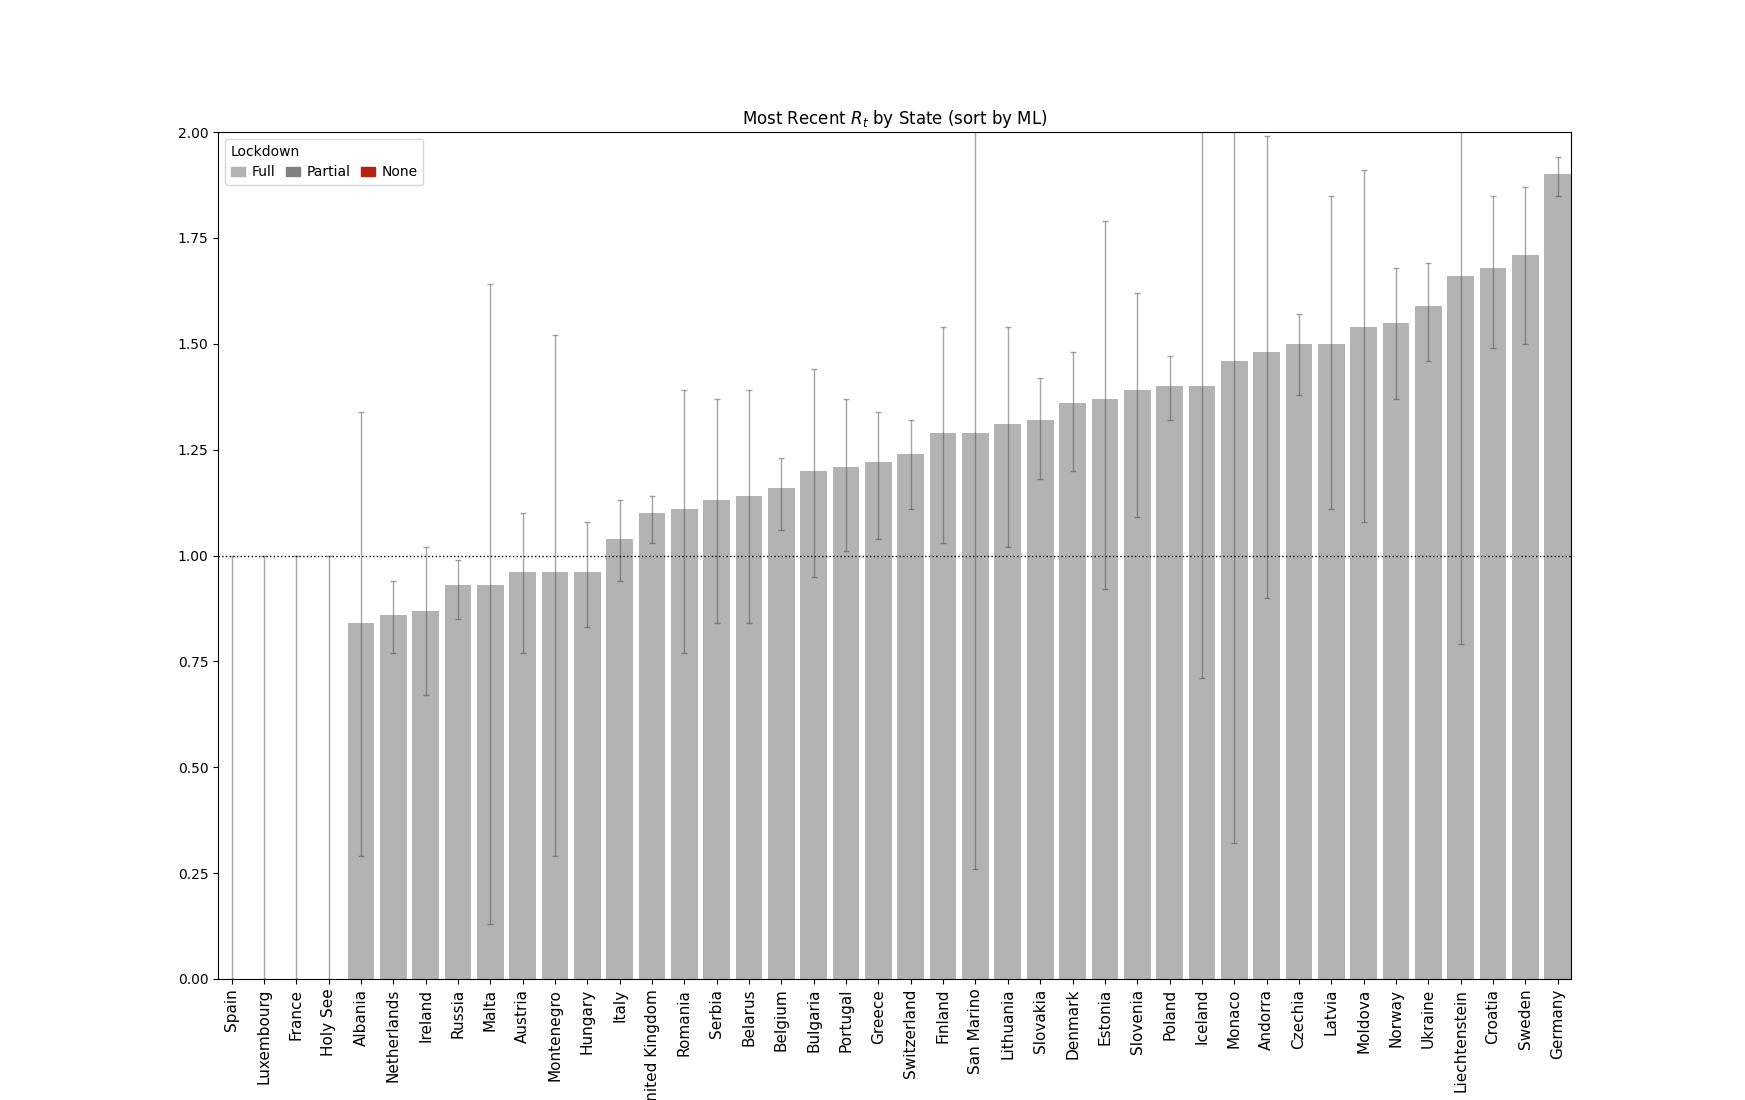 Most Recent Rt by State (sort by ML)
Lockdown
Full Partial None
2.00
1.75
1.50
1.25
1.00
0.75
0.50
0.25
0.00
Spain
Luxembourg
France
Holy See
Albania
Netherlands
Ireland
Russia
Malta
Austria
Montenegro
Hungary
Italy
nited Kingdom
Romania
Serbia
Belarus
Belgium
Bulgaria
Portugal
Greece
Switzerland
Finland
San Marino
Lithuania
Slovakia
Denmark
Estonia
Slovenia
Poland
Iceland
Monaco
Andorra
Czechia
Latvia
Moldova
Norway
Ukraine
Liechtenstein
Croatia
Sweden
Germany